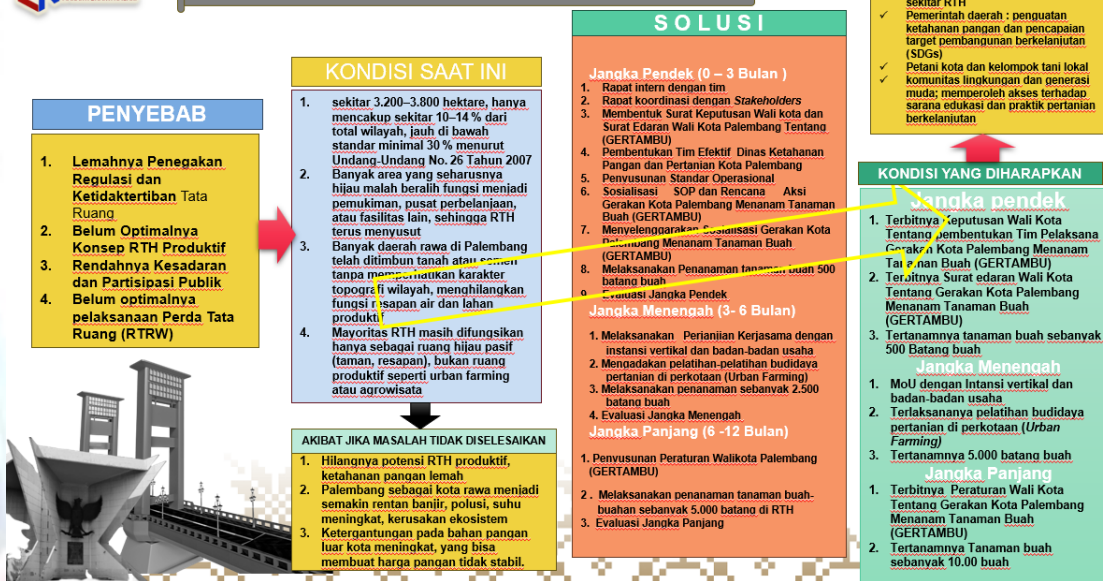 PENYEBAB
1. Lemahnya Penegakan
Regulasi dan
Ketidaktertiban Tata
Ruang
2. Belum Optimalnya
Konsep RTH Produktif
3. Rendahnya Kesadaran
dan Partisipasi Publik
4. Belum optimalnya
pelaksanaan Perda Tata
Ruang (RTRW)
KONDISI SAAT INI
1. sekitar 3.200–3.800 hektare, hanya
mencakup sekitar 10–14 % dari
total wilayah, jauh di bawah
standar minimal 30 % menurut
Undang-Undang No. 26 Tahun 2007
2. Banyak area yang seharusnya
hijau malah beralih fungsi menjadi
pemukiman, pusat perbelanjaan,
atau fasilitas lain, sehingga RTH
terus menyusut
3. Banyak daerah rawa di Palembang
telah ditimbun tanah atau semen
tanpa memperhatikan karakter
topografi wilayah, menghilangkan
fungsi resapan air dan lahan
produktif
4. Mayoritas RTH masih difungsikan
hanya sebagai ruang hijau pasif
(taman, resapan), bukan ruang
produktif seperti urban farming
atau agrowisata
AKIBAT JIKA MASALAH TIDAK DISELESAIKAN
1. Hilangnya potensi RTH produktif,
ketahanan pangan lemah
2. Palembang sebagai kota rawa menjadi
semakin rentan banjir, polusi, suhu
meningkat, kerusakan ekosistem
3. Ketergantungan pada bahan pangan
luar kota meningkat, yang bisa
membuat harga pangan tidak stabil.
SOLUSI
Jangka Pendek (0 – 3 Bulan )
1. Rapat intern dengan tim
2. Rapat koordinasi dengan Stakeholders
3. Membentuk Surat Keputusan Wali kota dan
Surat Edaran Wali Kota Palembang Tentang
(GERTAMBU)
4. Pembentukan Tim Efektif Dinas Ketahanan
Pangan dan Pertanian Kota Palembang
5. Penyusunan Standar Operasional
6. Sosialisasi SOP dan Rencana Aksi
Gerakan Kota Palembang Menanam Tanaman
Buah (GERTAMBU)
7. Menyelenggarakan Sosialisasi Gerakan Kota
Palembang Menanam Tanaman Buah
(GERTAMBU)
8. Melaksanakan Penanaman tanaman buah 500
batang buah
9. Evaluasi Jangka Pendek
Jangka Menengah (3- 6 Bulan)
1. Melaksanakan Perjanjian Kerjasama dengan
instansi vertikal dan badan-badan usaha
2. Mengadakan pelatihan-pelatihan budidaya
pertanian di perkotaan (Urban Farming)
3. Melaksanakan penanaman sebanyak 2.500
batang buah
4. Evaluasi Jangka Menengah
Jangka Panjang (6 -12 Bulan)
1. Penyusunan Peraturan Walikota Palembang
(GERTAMBU)
2 . Melaksanakan penanaman tanaman buah-
buahan sebanyak 5.000 batang di RTH
3. Evaluasi Jangka Panjang
sekitar RTH
✓ Pemerintah daerah : penguatan
ketahanan pangan dan pencapaian
target pembangunan berkelanjutan
(SDGs)
✓ Petani kota dan kelompok tani lokal
✓ komunitas lingkungan dan generasi
muda; memperoleh akses terhadap
sarana edukasi dan praktik pertanian
berkelanjutan
KONDISI YANG DIHARAPKAN
Jangka pendek
1. Terbitnya Keputusan Wali Kota
Tentang pembentukan Tim Pelaksana
Gerakan Kota Palembang Menanam
Tanaman Buah (GERTAMBU)
2. Terbitnya Surat edaran Wali Kota
Tentang Gerakan Kota Palembang
Menanam Tanaman Buah
(GERTAMBU)
3. Tertanamnya tanaman buah sebanyak
500 Batang buah
Jangka Menengah
1. MoU dengan Intansi vertikal dan
badan-badan usaha
2. Terlaksananya pelatihan budidaya
pertanian di perkotaan (Urban
Farming)
3. Tertanamnya 5.000 batang buah
Jangka Panjang
1. Terbitnya Peraturan Wali Kota
Tentang Gerakan Kota Palembang
Menanam Tanaman Buah
(GERTAMBU)
2. Tertanamnya Tanaman buah
sebanyak 10.00 buah